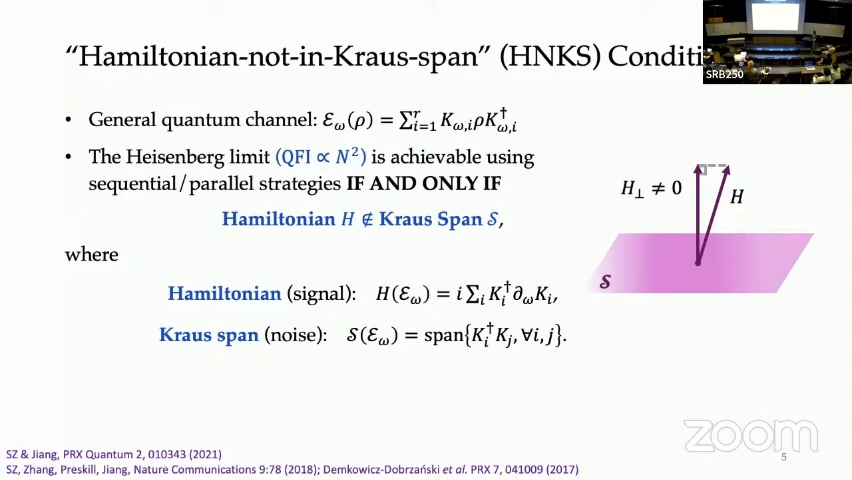 "Hamiltonian-not-in-Kraus-span" (HNKS)
SRB250
• General quantum channel: ℰ_ω(ρ) = ∑_{i=1}^{r} K_{ω,i} ρ K_{ω,i}^†
• The Heisenberg limit (QFI ∝ N²) is achievable using
sequential/parallel strategies IF AND ONLY IF
Hamiltonian H ∉ Kraus Span 𝒮,
where
Hamiltonian (signal): H(ℰ_ω) = i ∑_i K_i^† ∂_ω K_i,
Kraus span (noise): 𝒮(ℰ_ω) = span{K_i^† K_j, ∀i, j}.
H_⊥ ≠ 0
H
𝒮
zoom
SZ & Jiang, PRX Quantum 2, 010343 (2021)
SZ, Zhang, Preskill, Jiang, Nature Communications 9:78 (2018); Demkowicz-Dobrzański et al. PRX 7, 041009 (2017)
5